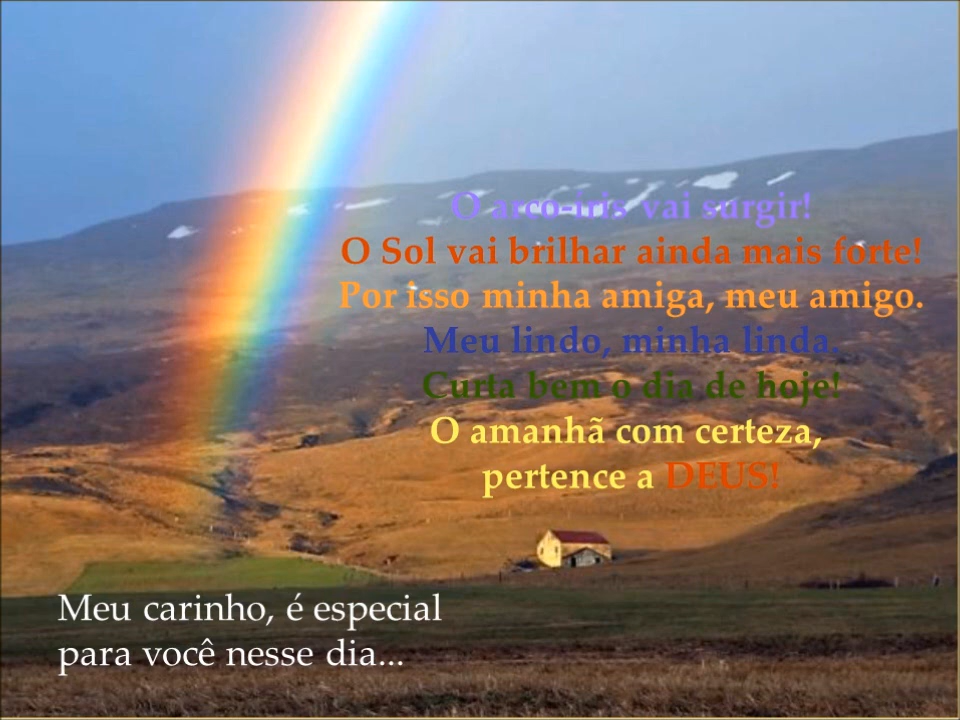 O arco-íris vai surgir!
O Sol vai brilhar ainda mais forte!
Por isso minha amiga, meu amigo.
Meu lindo, minha linda.
Curta bem o dia de hoje!
O amanhã com certeza,
pertence a DEUS!
Meu carinho, é especial
para você nesse dia...